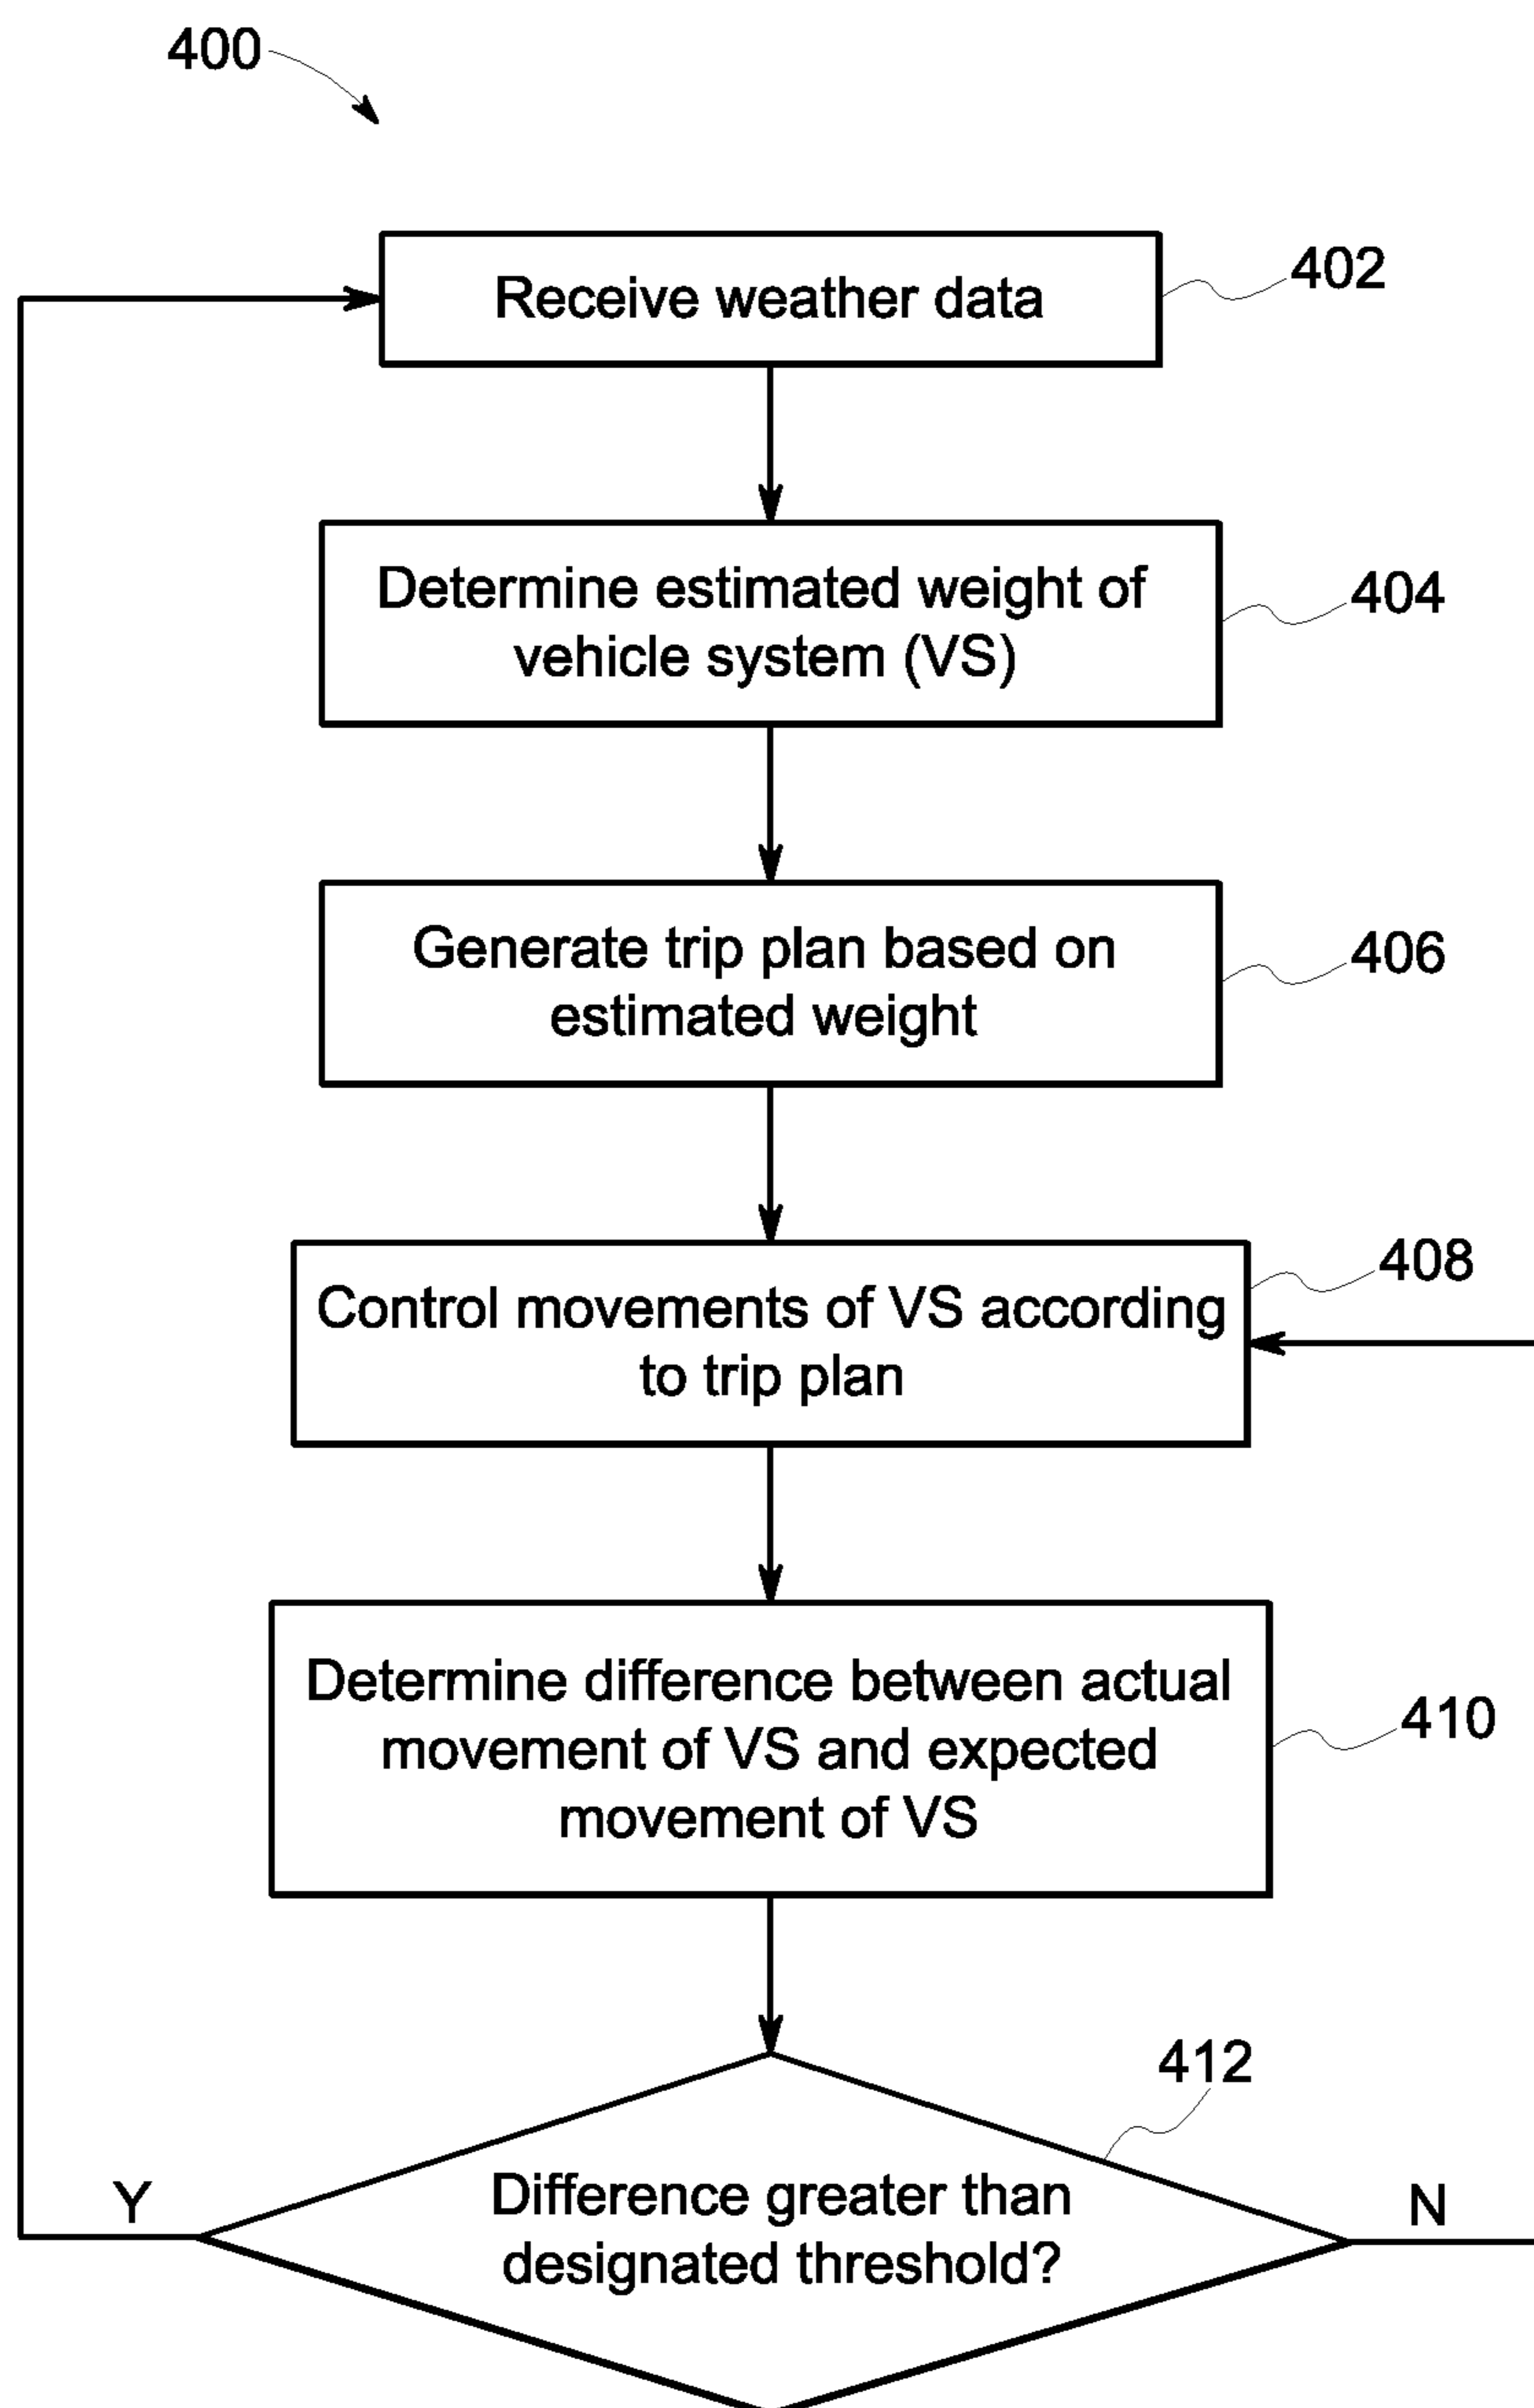 400
Receive weather data
402
Determine estimated weight of
vehicle system (VS)
404
Generate trip plan based on
estimated weight
406
Control movements of VS according
to trip plan
408
Determine difference between actual
movement of VS and expected
movement of VS
410
412
Difference greater than
designated threshold?
Y
N